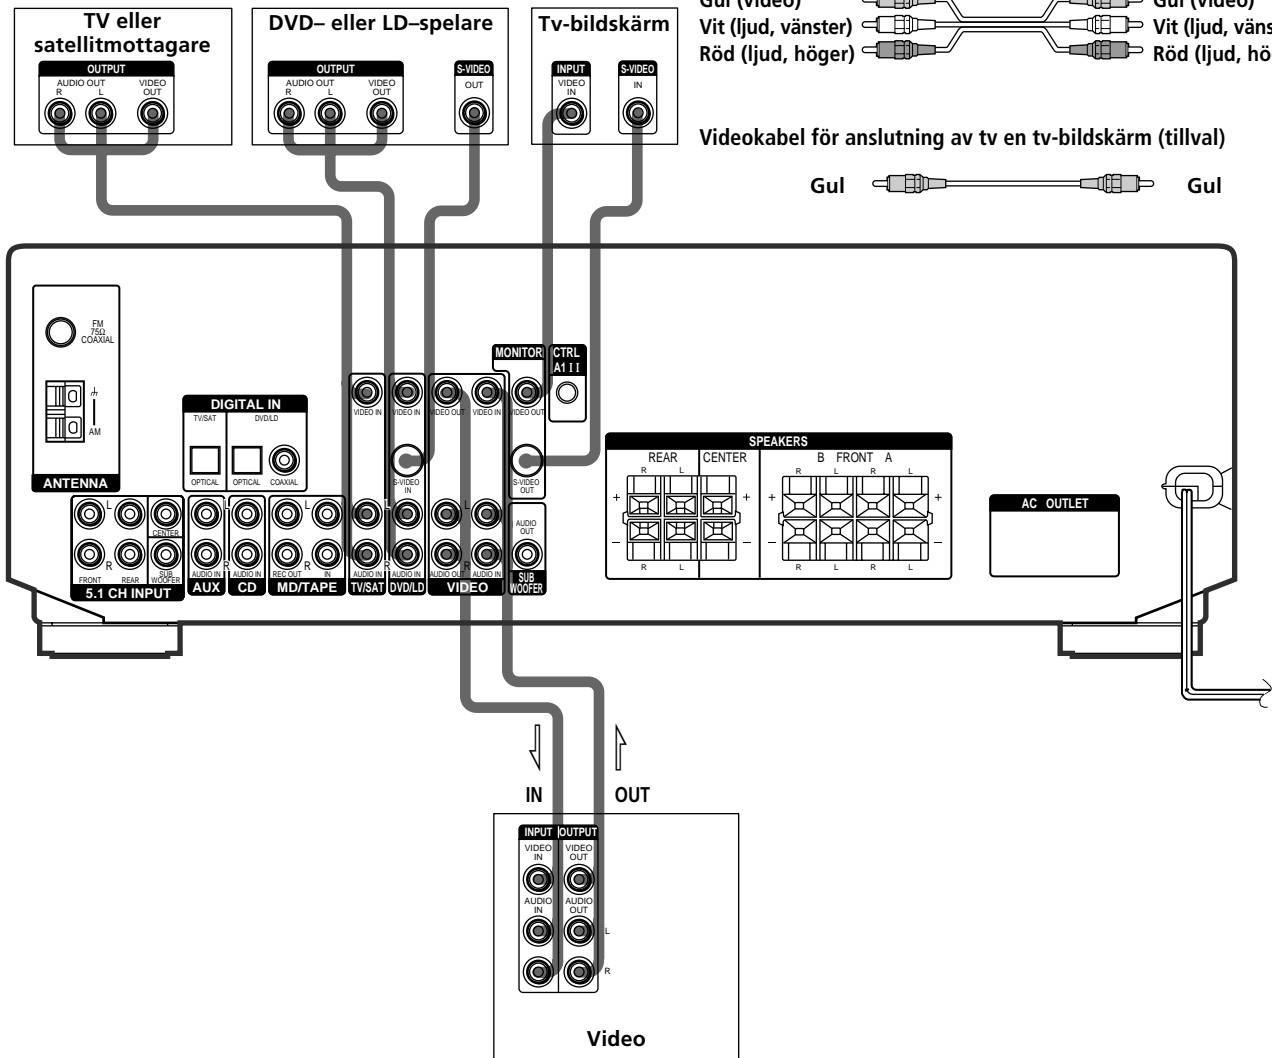 TV eller
satellitmottagare
OUTPUT
AUDIO OUT
R L
VIDEO
OUT
DVD– eller LD–spelare
OUTPUT
AUDIO OUT
R L
VIDEO
OUT
S-VIDEO
OUT
Tv-bildskärm
INPUT
VIDEO
IN
S-VIDEO
IN
Gul (video) Gul (video)
Vit (ljud, vänster) Vit (ljud, väns
Röd (ljud, höger) Röd (ljud, hö
Videokabel för anslutning av tv en tv-bildskärm (tillval)
Gul Gul
FM
75Ω
COAXIAL
AM
ANTENNA
DIGITAL IN
TV/SAT DVD/LD
OPTICAL OPTICAL COAXIAL
MONITOR
CTRL
A1 II
VIDEO IN VIDEO IN VIDEO OUT VIDEO IN VIDEO OUT
S-VIDEO
IN
S-VIDEO
OUT
L L L L L
CENTER
AUDIO
OUT
R R R R R
FRONT REAR SUB
WOOFER
AUDIO IN AUDIO IN REC OUT IN AUDIO IN AUDIO IN AUDIO OUT AUDIO IN
5.1 CH INPUT AUX CD MD/TAPE TV/SAT DVD/LD VIDEO
SUB
WOOFER
SPEAKERS
REAR CENTER B FRONT A
R L R L R L
+ + + +
– – – –
R L R L R L
AC OUTLET
IN OUT
INPUT OUTPUT
VIDEO
IN
VIDEO
OUT
AUDIO
IN
AUDIO
OUT
L
R
Video